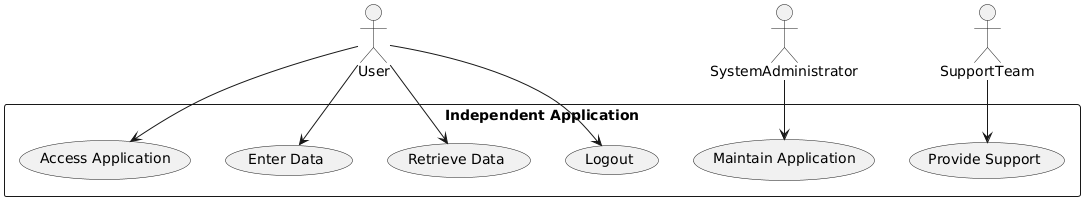 User
SystemAdministrator
SupportTeam
Independent Application
Access Application
Enter Data
Retrieve Data
Logout
Maintain Application
Provide Support